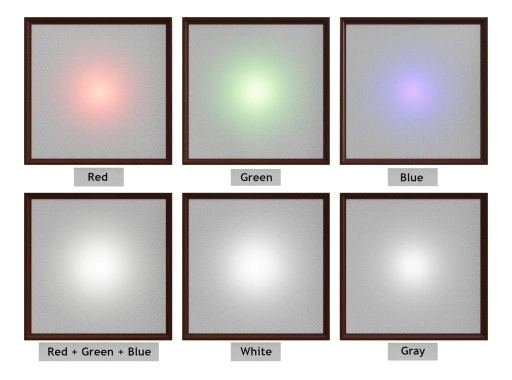 Red
Green
Blue
Red + Green + Blue
White
Gray